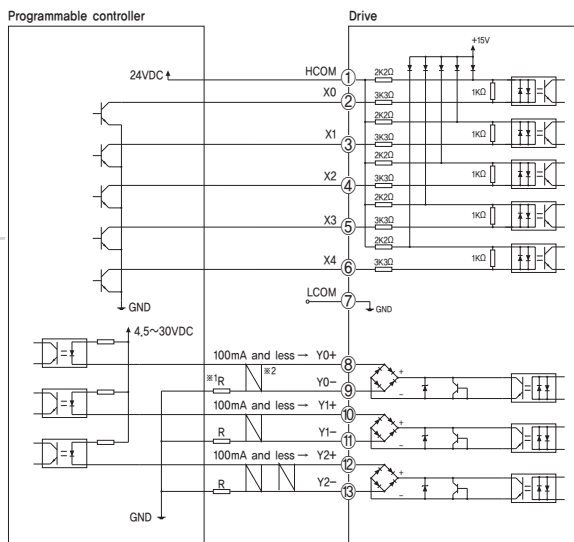 Programmable controller
Drive
+15V
24VDC
HCOM
1
2K2Ω
1KΩ
X0
2
3K3Ω
2K2Ω
1KΩ
X1
3
3K3Ω
2K2Ω
1KΩ
X2
4
3K3Ω
2K2Ω
1KΩ
X3
5
3K3Ω
2K2Ω
1KΩ
X4
6
3K3Ω
LCOM
7
GND
GND
4.5~30VDC
100mA and less→ Y0+
8
+
※2
※1R
Y0-
9
-
100mA and less→ Y1+
10
+
R
Y1-
11
-
100mA and less→ Y2+
12
+
R
Y2-
13
-
GND